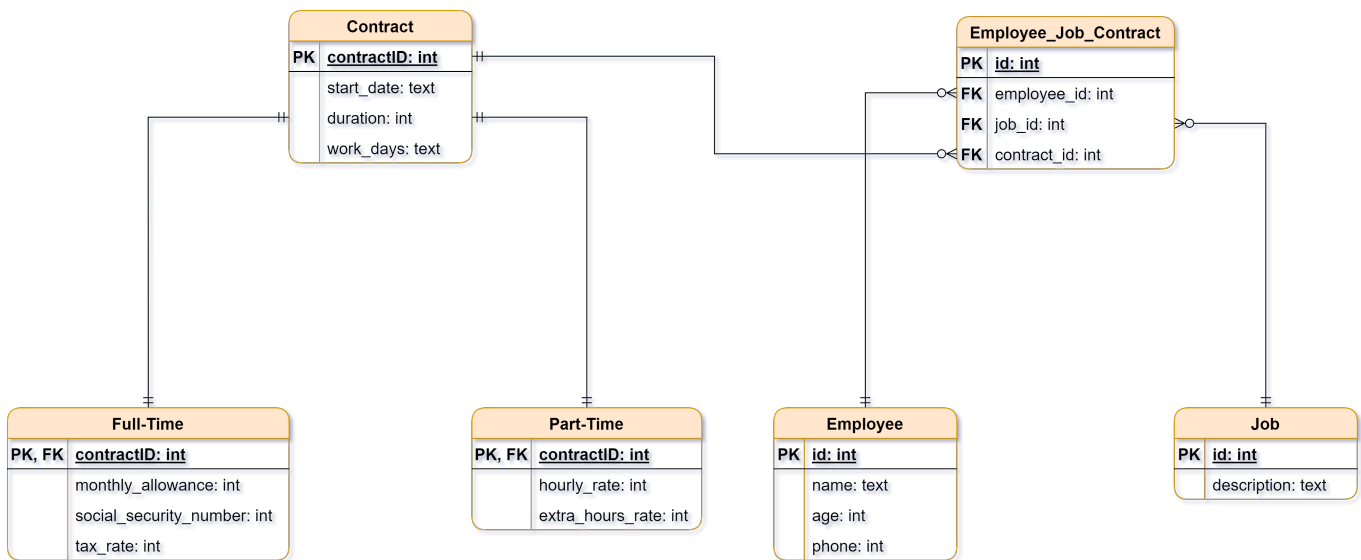 Contract
PK contractID: int
start_date: text
duration: int
work_days: text
Employee_Job_Contract
PK id: int
FK employee_id: int
FK job_id: int
FK contract_id: int
Full-Time
PK, FK contractID: int
monthly_allowance: int
social_security_number: int
tax_rate: int
Part-Time
PK, FK contractID: int
hourly_rate: int
extra_hours_rate: int
Employee
PK id: int
name: text
age: int
phone: int
Job
PK id: int
description: text